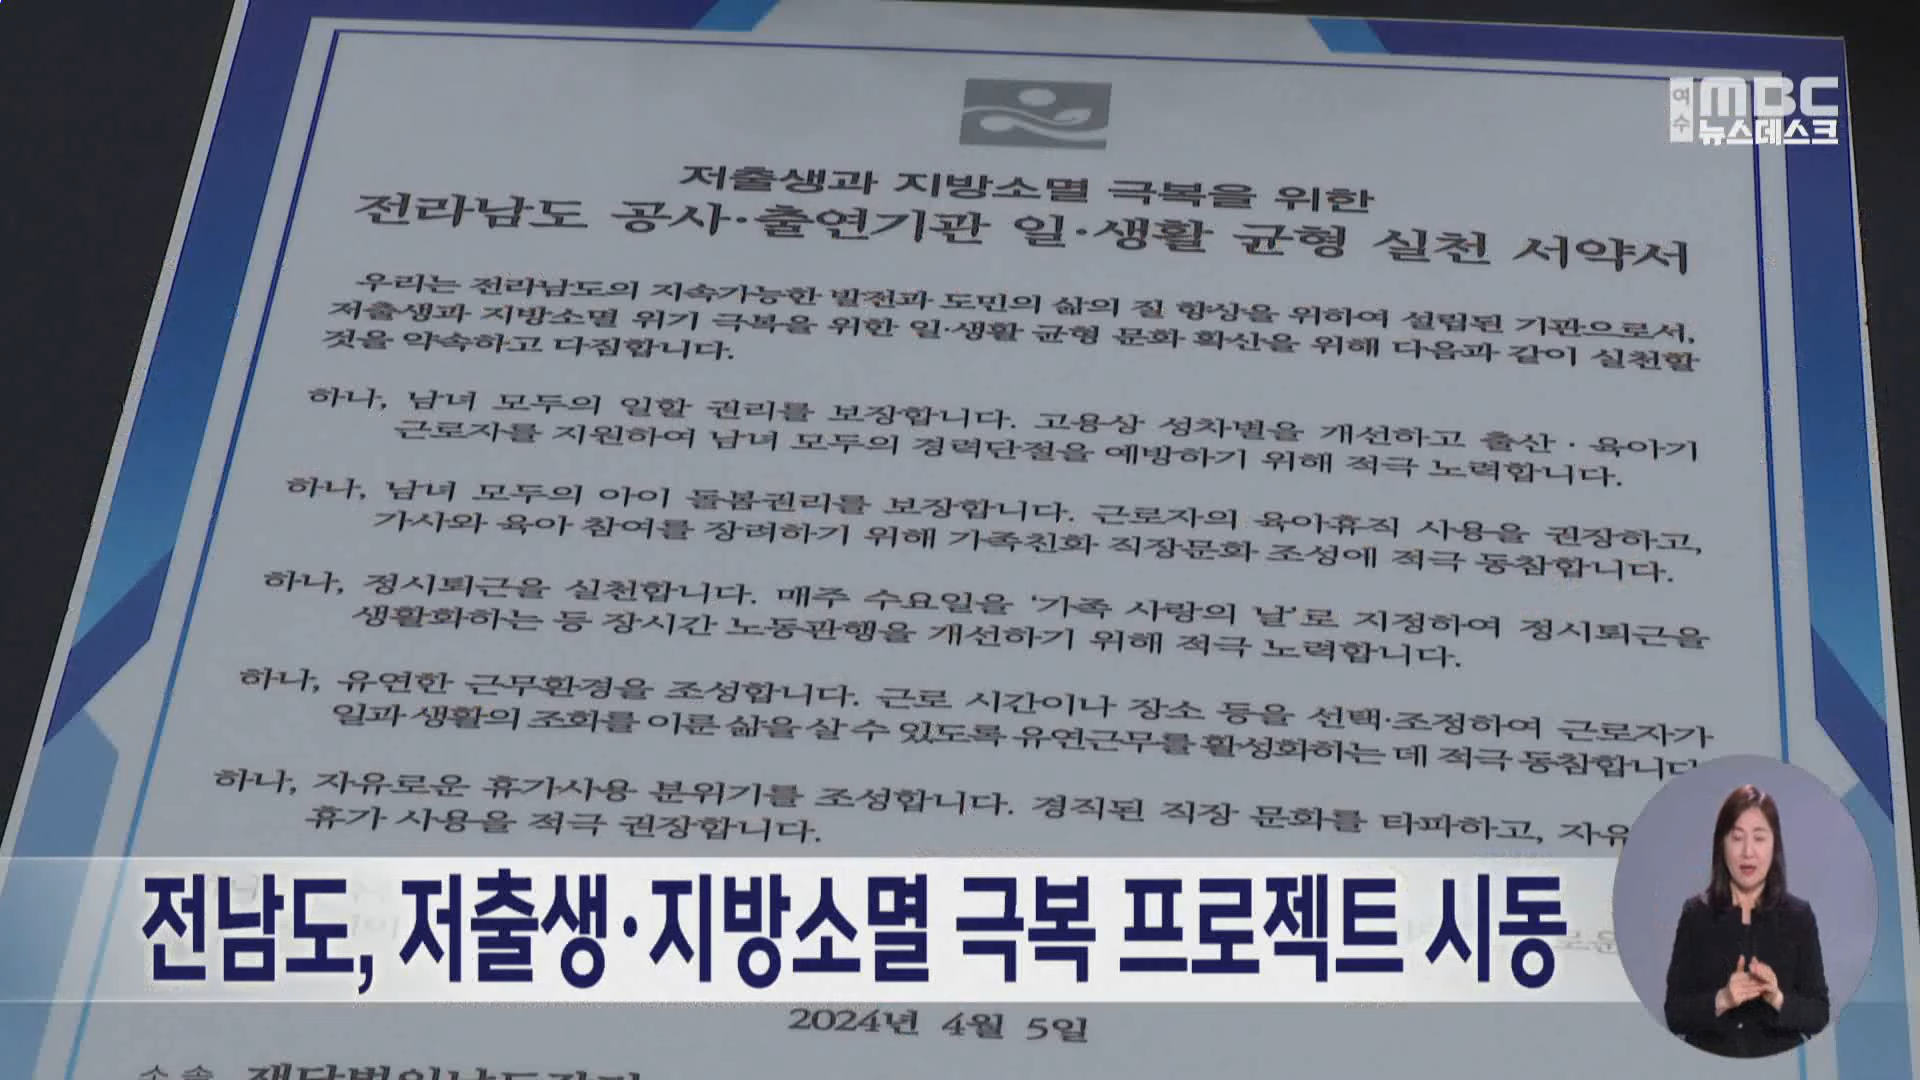 여수 MBC
뉴스데스크
저출생과 지방소멸 극복을 위한
전라남도 공사·출연기관 일·생활 균형 실천 서약서
우리는 전라남도의 지속가능한 발전과 도민의 삶의 질 향상을 위하여 설립된 기관으로서,
저출생과 지방소멸 위기 극복을 위한 일·생활 균형 문화 확산을 위해 다음과 같이 실천할
것을 약속하고 다짐합니다.
하나, 남녀 모두의 일할 권리를 보장합니다. 고용상 성차별을 개선하고 출산·육아기
근로자를 지원하여 남녀 모두의 경력단절을 예방하기 위해 적극 노력합니다.
하나, 남녀 모두의 아이 돌봄권리를 보장합니다. 근로자의 육아휴직 사용을 권장하고,
가사와 육아 참여를 장려하기 위해 가족친화 직장문화 조성에 적극 동참합니다.
하나, 정시퇴근을 실천합니다. 매주 수요일을 '가족 사랑의 날'로 지정하여 정시퇴근을
생활화하는 등 장시간 노동관행을 개선하기 위해 적극 노력합니다.
하나, 유연한 근무환경을 조성합니다. 근로 시간이나 장소 등을 선택·조정하여 근로자가
일과 생활의 조화를 이룬 삶을 살 수 있도록 유연근무를 활성화하는 데 적극 동참합니다
하나, 자유로운 휴가사용 분위기를 조성합니다. 경직된 직장 문화를 타파하고, 자유
휴가 사용을 적극 권장합니다.
전남도, 저출생·지방소멸 극복 프로젝트 시동
2024년 4월 5일
소속